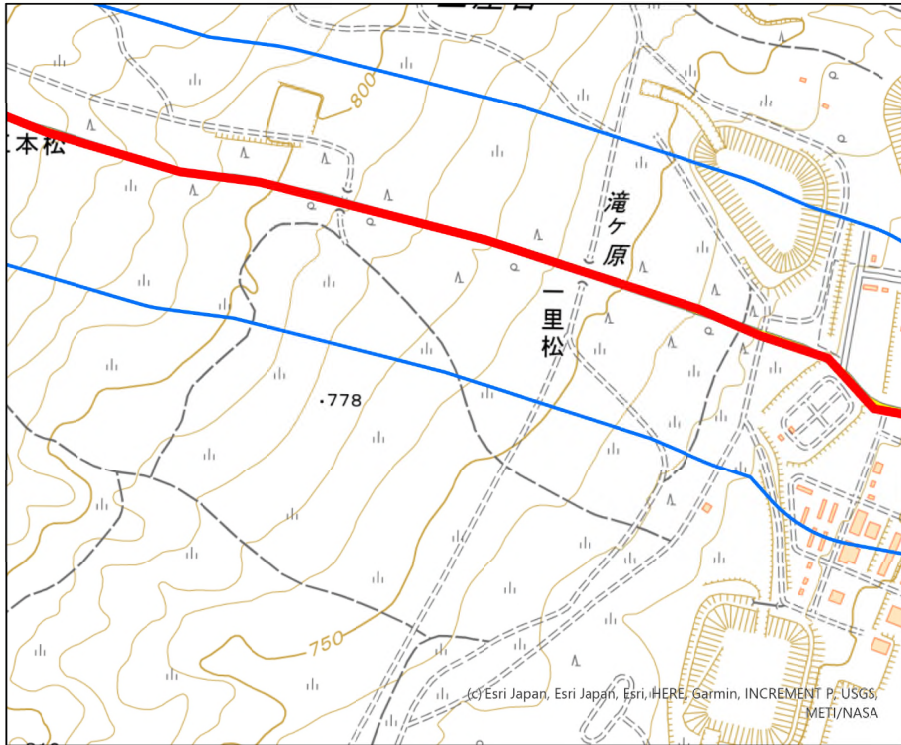 800
本松
滝ヶ原
一里松
778
750
(c) Esri Japan, Esri Japan, Esri, HERE, Garmin, INCREMENT P, USGS,
METI/NASA